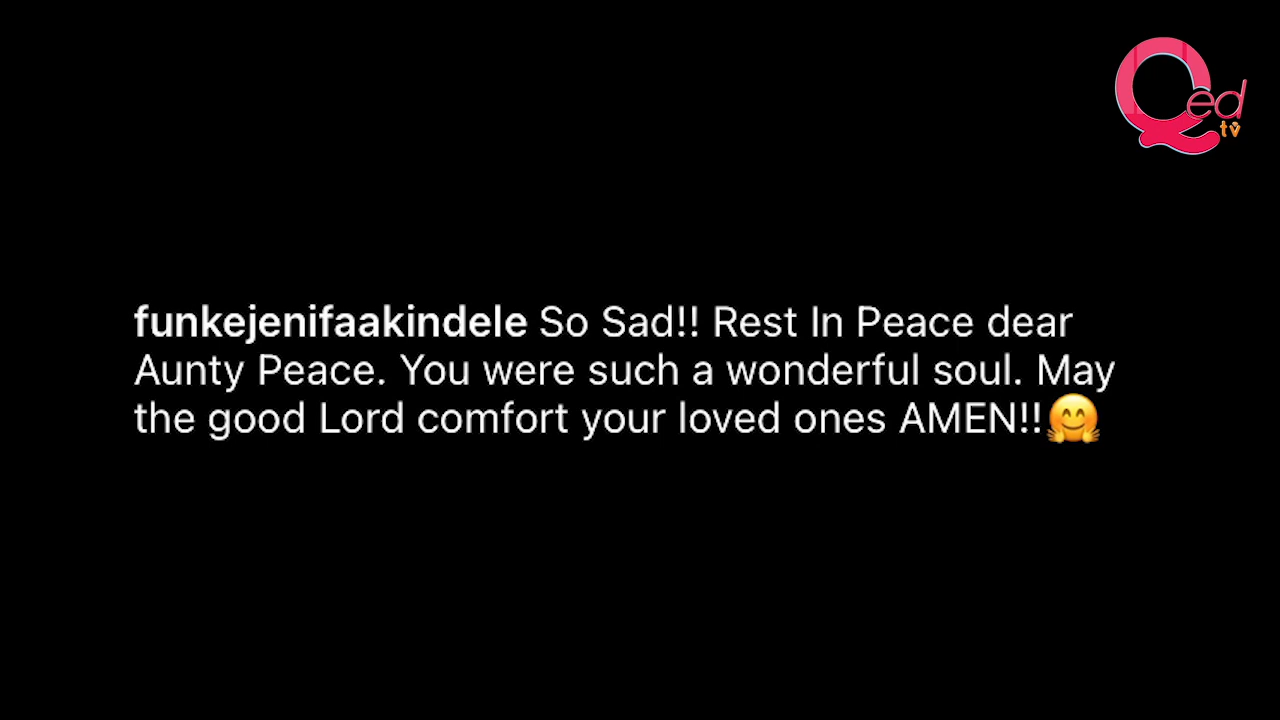 Qed
tv
funkejenifaakindele So Sad!! Rest In Peace dear
Aunty Peace. You were such a wonderful soul. May
the good Lord comfort your loved ones AMEN!!🤗